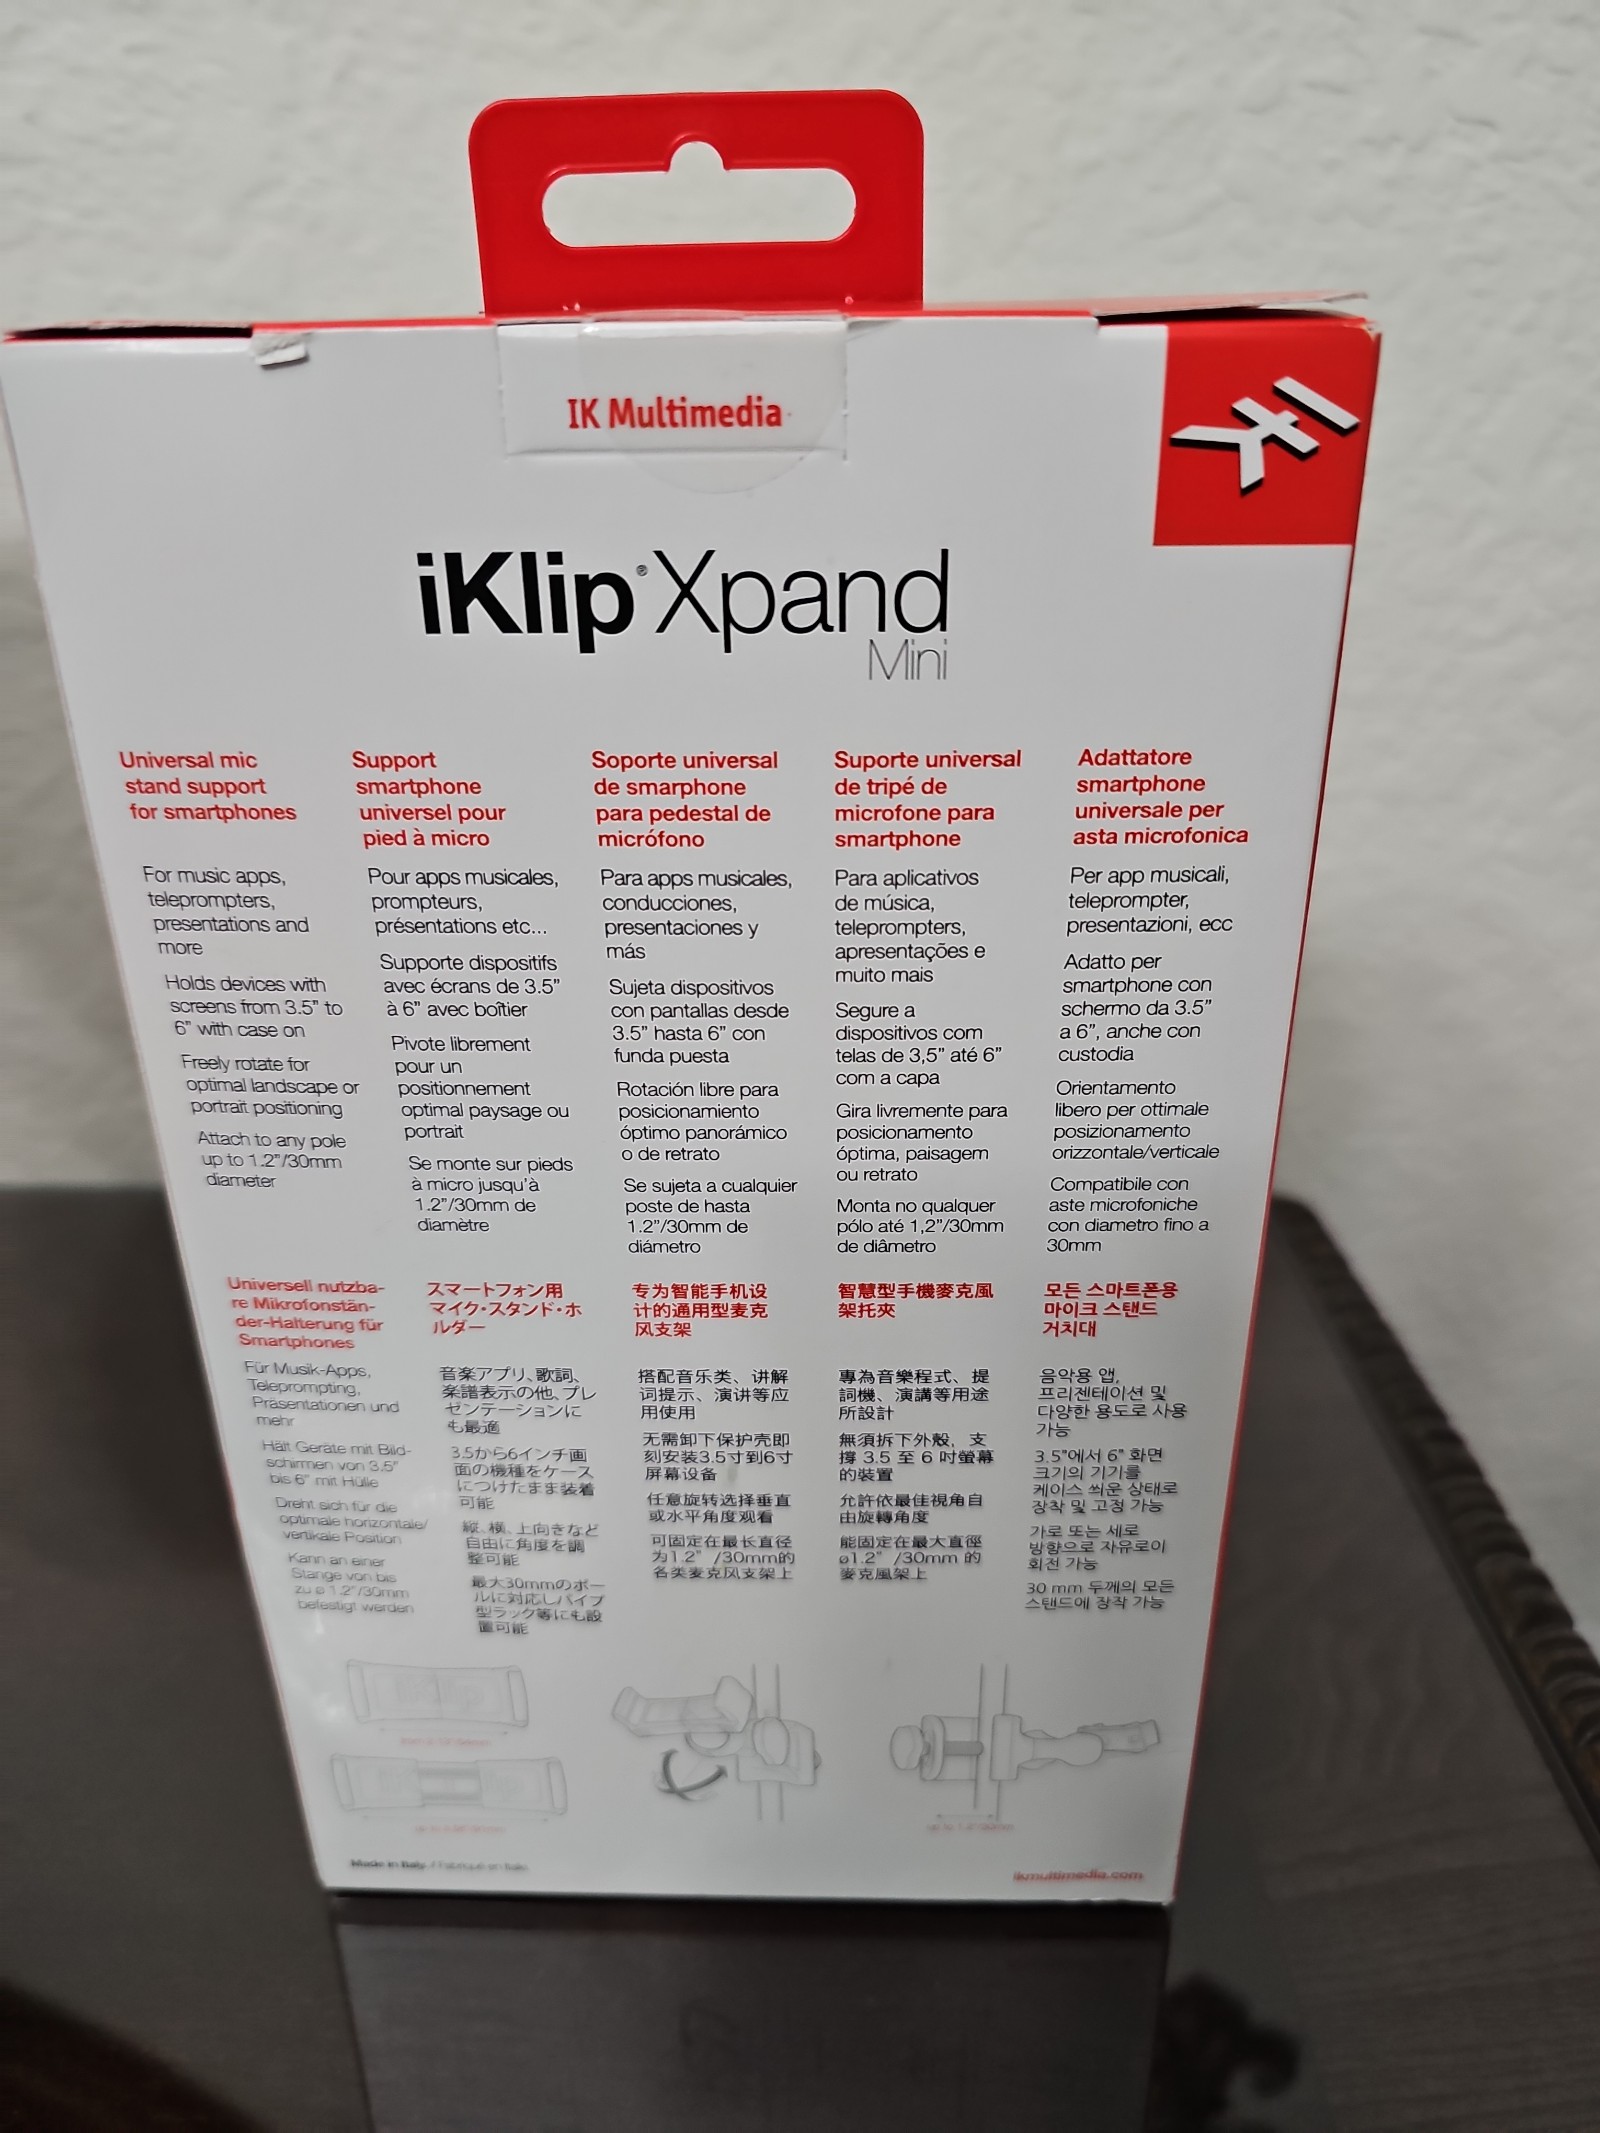 IK Multimedia
IK
iKlip® Xpand
Mini
Universal mic
stand support
for smartphones
For music apps,
teleprompters,
presentations and
more
Holds devices with
screens from 3.5” to
6” with case on
Freely rotate for
optimal landscape or
portrait positioning
Attach to any pole
up to 1.2”/30mm
diameter
Support
smartphone
universel pour
pied à micro
Pour apps musicales,
prompteurs,
présentations etc...
Supporte dispositifs
avec écrans de 3.5”
à 6” avec boîtier
Pivote librement
pour un
positionnement
optimal paysage ou
portrait
Se monte sur pieds
à micro jusqu'à
1.2”/30mm de
diamètre
Soporte universal
de smarphone
para pedestal de
micrófono
Para apps musicales,
conducciones,
presentaciones y
más
Sujeta dispositivos
con pantallas desde
3.5” hasta 6” con
funda puesta
Rotación libre para
posicionamiento
óptimo panorámico
o de retrato
Se sujeta a cualquier
poste de hasta
1.2”/30mm de
diámetro
Suporte universal
de tripé de
microfone para
smartphone
Para aplicativos
de música,
teleprompters,
apresentações e
muito mais
Segure a
dispositivos com
telas de 3,5” até 6”
com a capa
Gira livremente para
posicionamento
óptima, paisagem
ou retrato
Monta no qualquer
pólo até 1,2”/30mm
de diâmetro
Adattatore
smartphone
universale per
asta microfonica
Per app musicali,
teleprompter,
presentazioni, ecc
Adatto per
smartphone con
schermo da 3.5”
a 6”, anche con
custodia
Orientamento
libero per ottimale
posizionamento
orizzontale/verticale
Compatibile con
aste microfoniche
con diametro fino a
30mm
Universell nutzba-
re Mikrofonstän-
der-Halterung für
Smartphones
Für Musik-Apps,
Teleprompting,
Präsentationen und
mehr
Hält Geräte mit Bild-
schirmen von 3.5”
bis 6” mit Hülle
Dreht sich für die
optimale horizontale/
vertikale Position
Kann an einer
Stange von bis
zu ø 1.2”/30mm
befestigt werden
スマートフォン用
マイク・スタンド・ホ
ルダー
音楽アプリ、歌詞、
楽譜表示の他、プレ
ゼンテーションに
も最適
3.5から6インチ画
面の機種をケース
につけたまま装着
可能
縦、横、上向きなど
自由に角度を調
整可能
最大30mmのポー
ルに対応しパイプ
型ラック等にも設
置可能
专为智能手机设
计的通用型麦克
风支架
搭配音乐类、讲解
词提示、演讲等应
用使用
无需卸下保护壳即
刻安装3.5寸到6寸
屏幕设备
任意旋转选择垂直
或水平角度观看
可固定在最长直径
为1.2” /30mm的
各类麦克风支架上
智慧型手機麥克風
架托夾
專為音樂程式、提
詞機、演講等用途
所設計
無須拆下外殼，支
撐 3.5 至 6 吋螢幕
的裝置
允許依最佳視角自
由旋轉角度
能固定在最大直徑
ø1.2” /30mm 的
麥克風架上
모든 스마트폰용
마이크 스탠드
거치대
음악용 앱,
프리젠테이션 및
다양한 용도로 사용
가능
3.5”에서 6” 화면
크기의 기기를
케이스 씌운 상태로
장착 및 고정 가능
가로 또는 세로
방향으로 자유로이
회전 가능
30 mm 두께의 모든
스탠드에 장착 가능
Made in Italy / Fabriqué en Italie
ikmultimedia.com